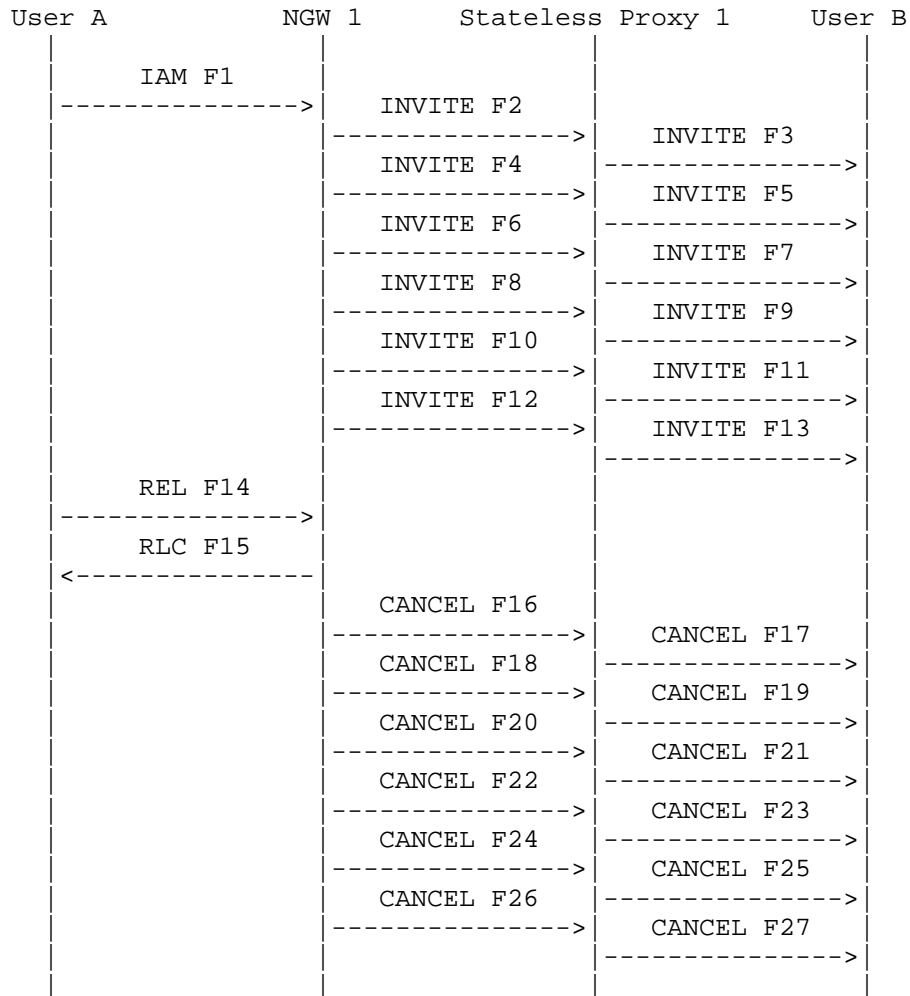 User A NGW 1 Stateless Proxy 1 User B
IAM F1
INVITE F2
INVITE F3
INVITE F4
INVITE F5
INVITE F6
INVITE F7
INVITE F8
INVITE F9
INVITE F10
INVITE F11
INVITE F12
INVITE F13
REL F14
RLC F15
CANCEL F16
CANCEL F17
CANCEL F18
CANCEL F19
CANCEL F20
CANCEL F21
CANCEL F22
CANCEL F23
CANCEL F24
CANCEL F25
CANCEL F26
CANCEL F27